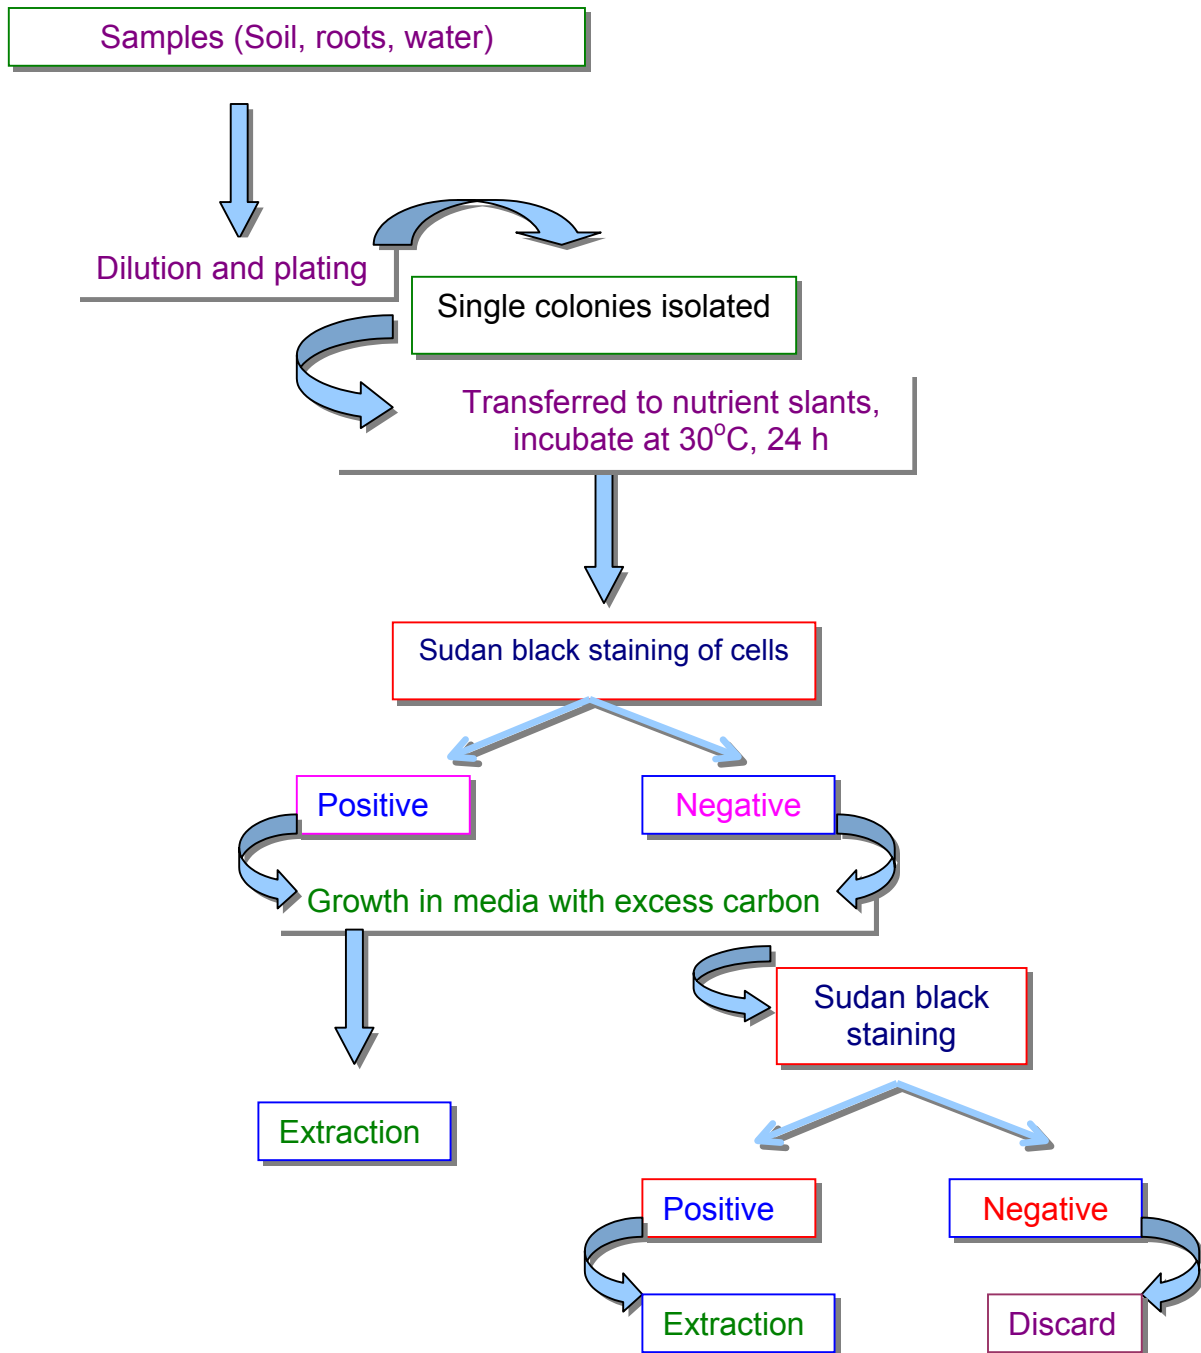 Samples (Soil, roots, water)
Dilution and plating
Single colonies isolated
Transferred to nutrient slants,
incubate at 30°C, 24 h
Sudan black staining of cells
Positive
Negative
Growth in media with excess carbon
Sudan black
staining
Extraction
Positive
Negative
Extraction
Discard